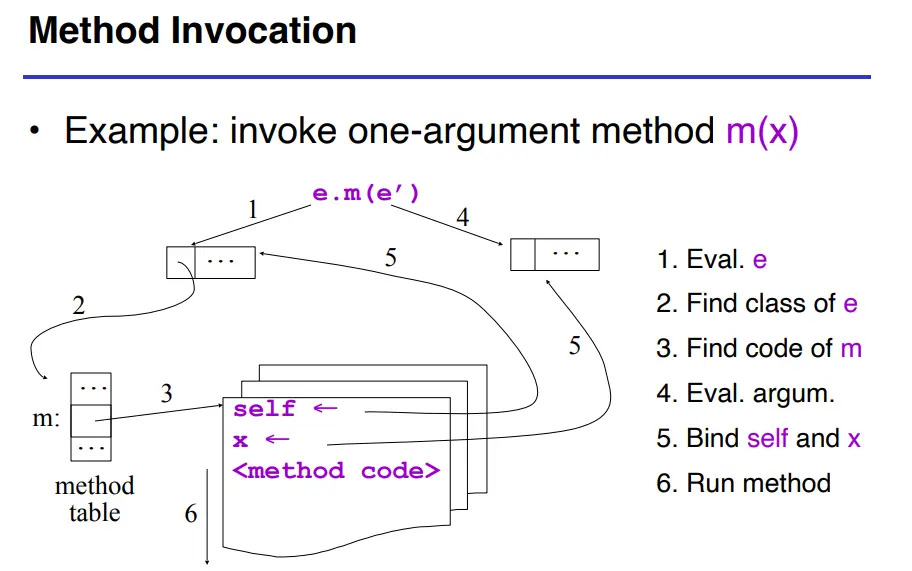 Method Invocation
• Example: invoke one-argument method m(x)
e.m(e’)
1
4
...
...
5
2
5
1. Eval. e
2. Find class of e
3. Find code of m
4. Eval. argum.
5. Bind self and x
6. Run method
...
m:
...
3
self ←
x ←
<method code>
method
table
6